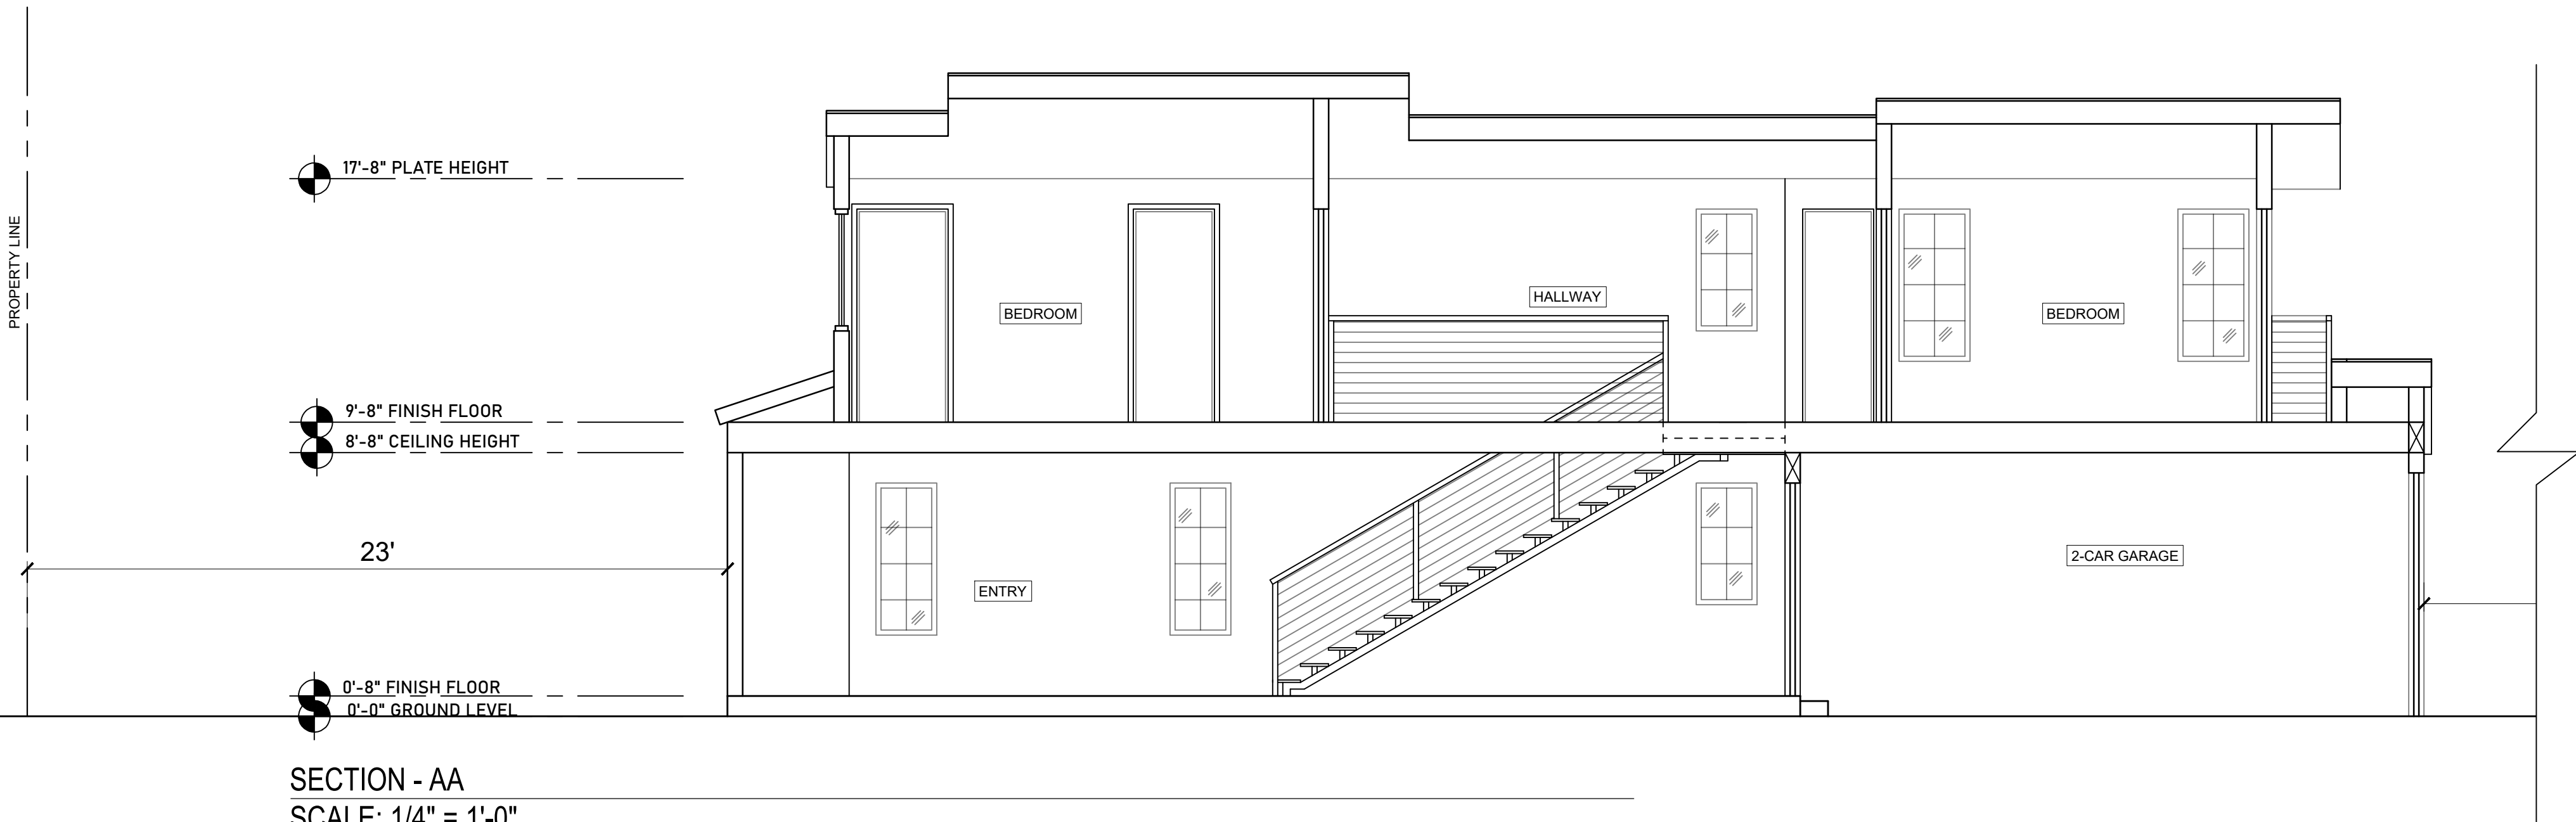 17'-8" PLATE HEIGHT
PROPERTY LINE
HALLWAY
BEDROOM
BEDROOM
9'-8" FINISH FLOOR
8'-8" CEILING HEIGHT
23'
2-CAR GARAGE
ENTRY
0'-8" FINISH FLOOR
0'-0" GROUND LEVEL
SECTION - AA
SCALE: 1/4" = 1'-0"